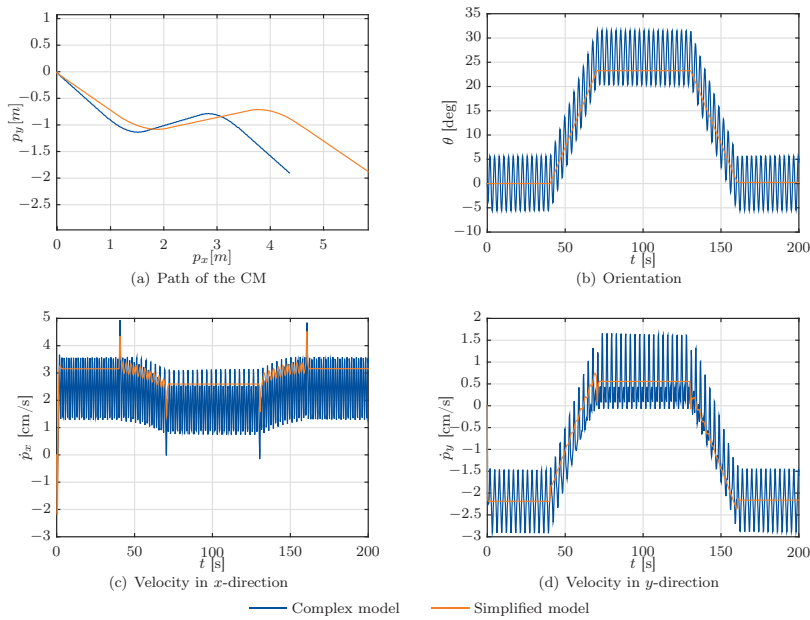 1
0.5
0
−0.5
−1
−1.5
−2
−2.5
p_y[m]
0 1 2 3 4 5
p_x[m]
(a) Path of the CM
35
30
25
20
15
10
5
0
−5
−10
θ [deg]
0 50 100 150 200
t [s]
(b) Orientation
5
4
3
2
1
0
−1
−2
−3
ṗ_x [cm/s]
0 50 100 150 200
t [s]
(c) Velocity in x-direction
2
1.5
1
0.5
0
−0.5
−1
−1.5
−2
−2.5
−3
ṗ_y [cm/s]
0 50 100 150 200
t [s]
(d) Velocity in y-direction
Complex model Simplified model